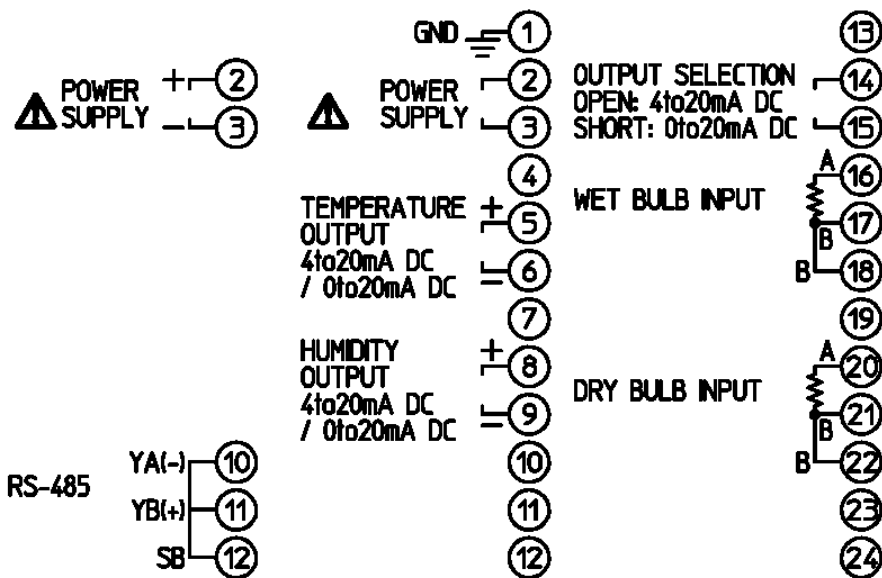 POWER
SUPPLY
+
2
-
3
RS-485
YA(-)
10
YB(+)
11
SB
12
GND
1
POWER
SUPPLY
2
3
4
TEMPERATURE
OUTPUT
4to20mA DC
/ 0to20mA DC
+
5
-
6
7
HUMIDITY
OUTPUT
4to20mA DC
/ 0to20mA DC
+
8
-
9
10
11
12
13
OUTPUT SELECTION
OPEN: 4to20mA DC
SHORT: 0to20mA DC
14
15
WET BULB INPUT
A
16
17
B
B
18
19
DRY BULB INPUT
A
20
21
B
B
22
23
24